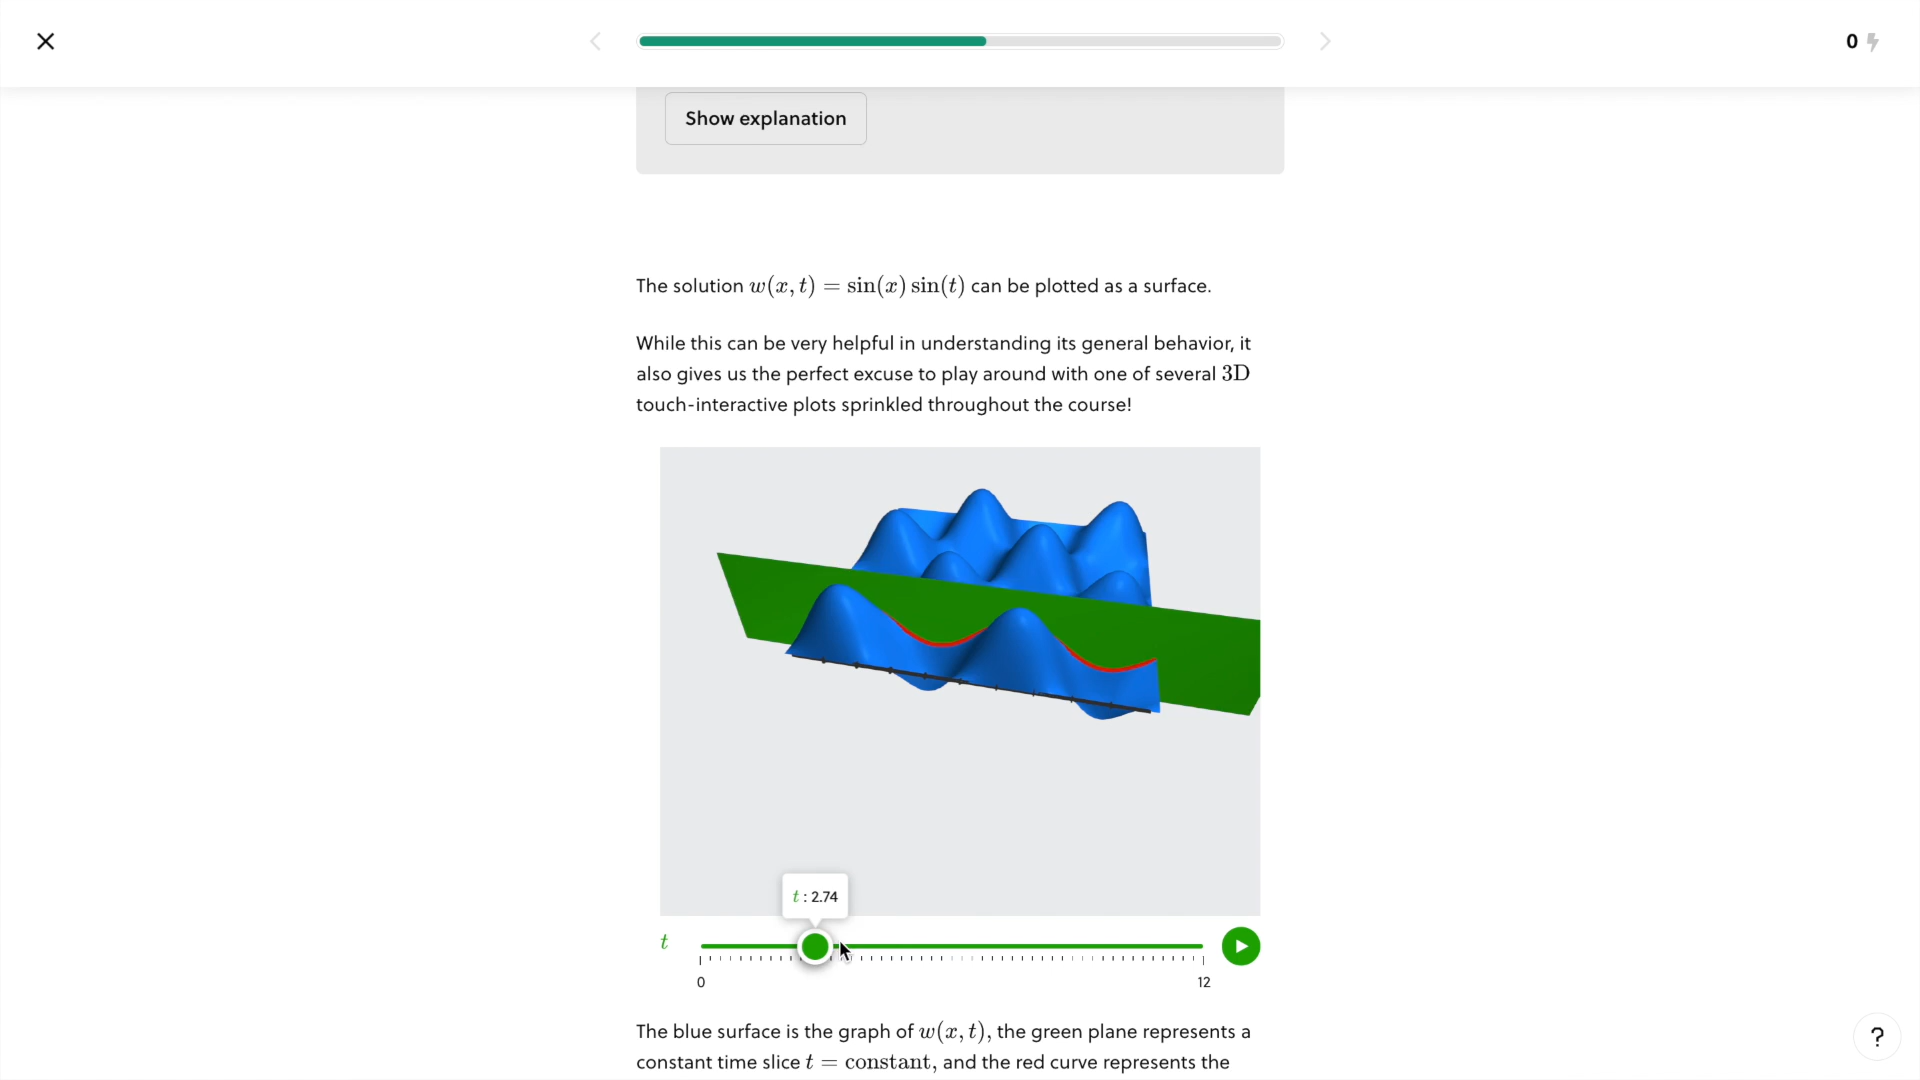 0
Show explanation
The solution w(x, t) = sin(x) sin(t) can be plotted as a surface.
While this can be very helpful in understanding its general behavior, it
also gives us the perfect excuse to play around with one of several 3D
touch-interactive plots sprinkled throughout the course!
t : 2.74
t
0 12
The blue surface is the graph of w(x, t), the green plane represents a
constant time slice t = constant, and the red curve represents the
?